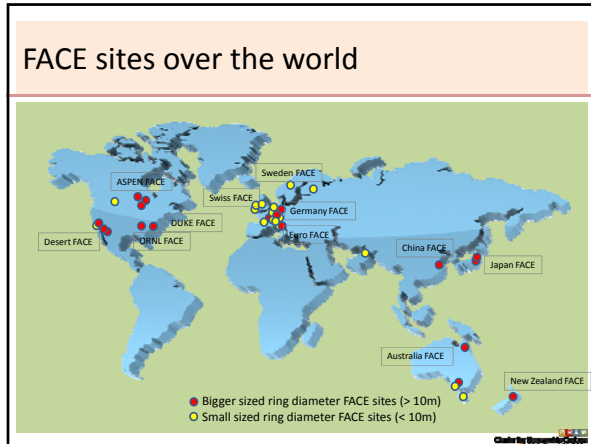 FACE sites over the world
Sweden FACE
ASPEN FACE
Swiss FACE
Germany FACE
DUKE FACE
Desert FACE
ORNL FACE
Euro FACE
China FACE
Japan FACE
Australia FACE
New Zealand FACE
Bigger sized ring diameter FACE sites (> 10m)
Small sized ring diameter FACE sites (< 10m)